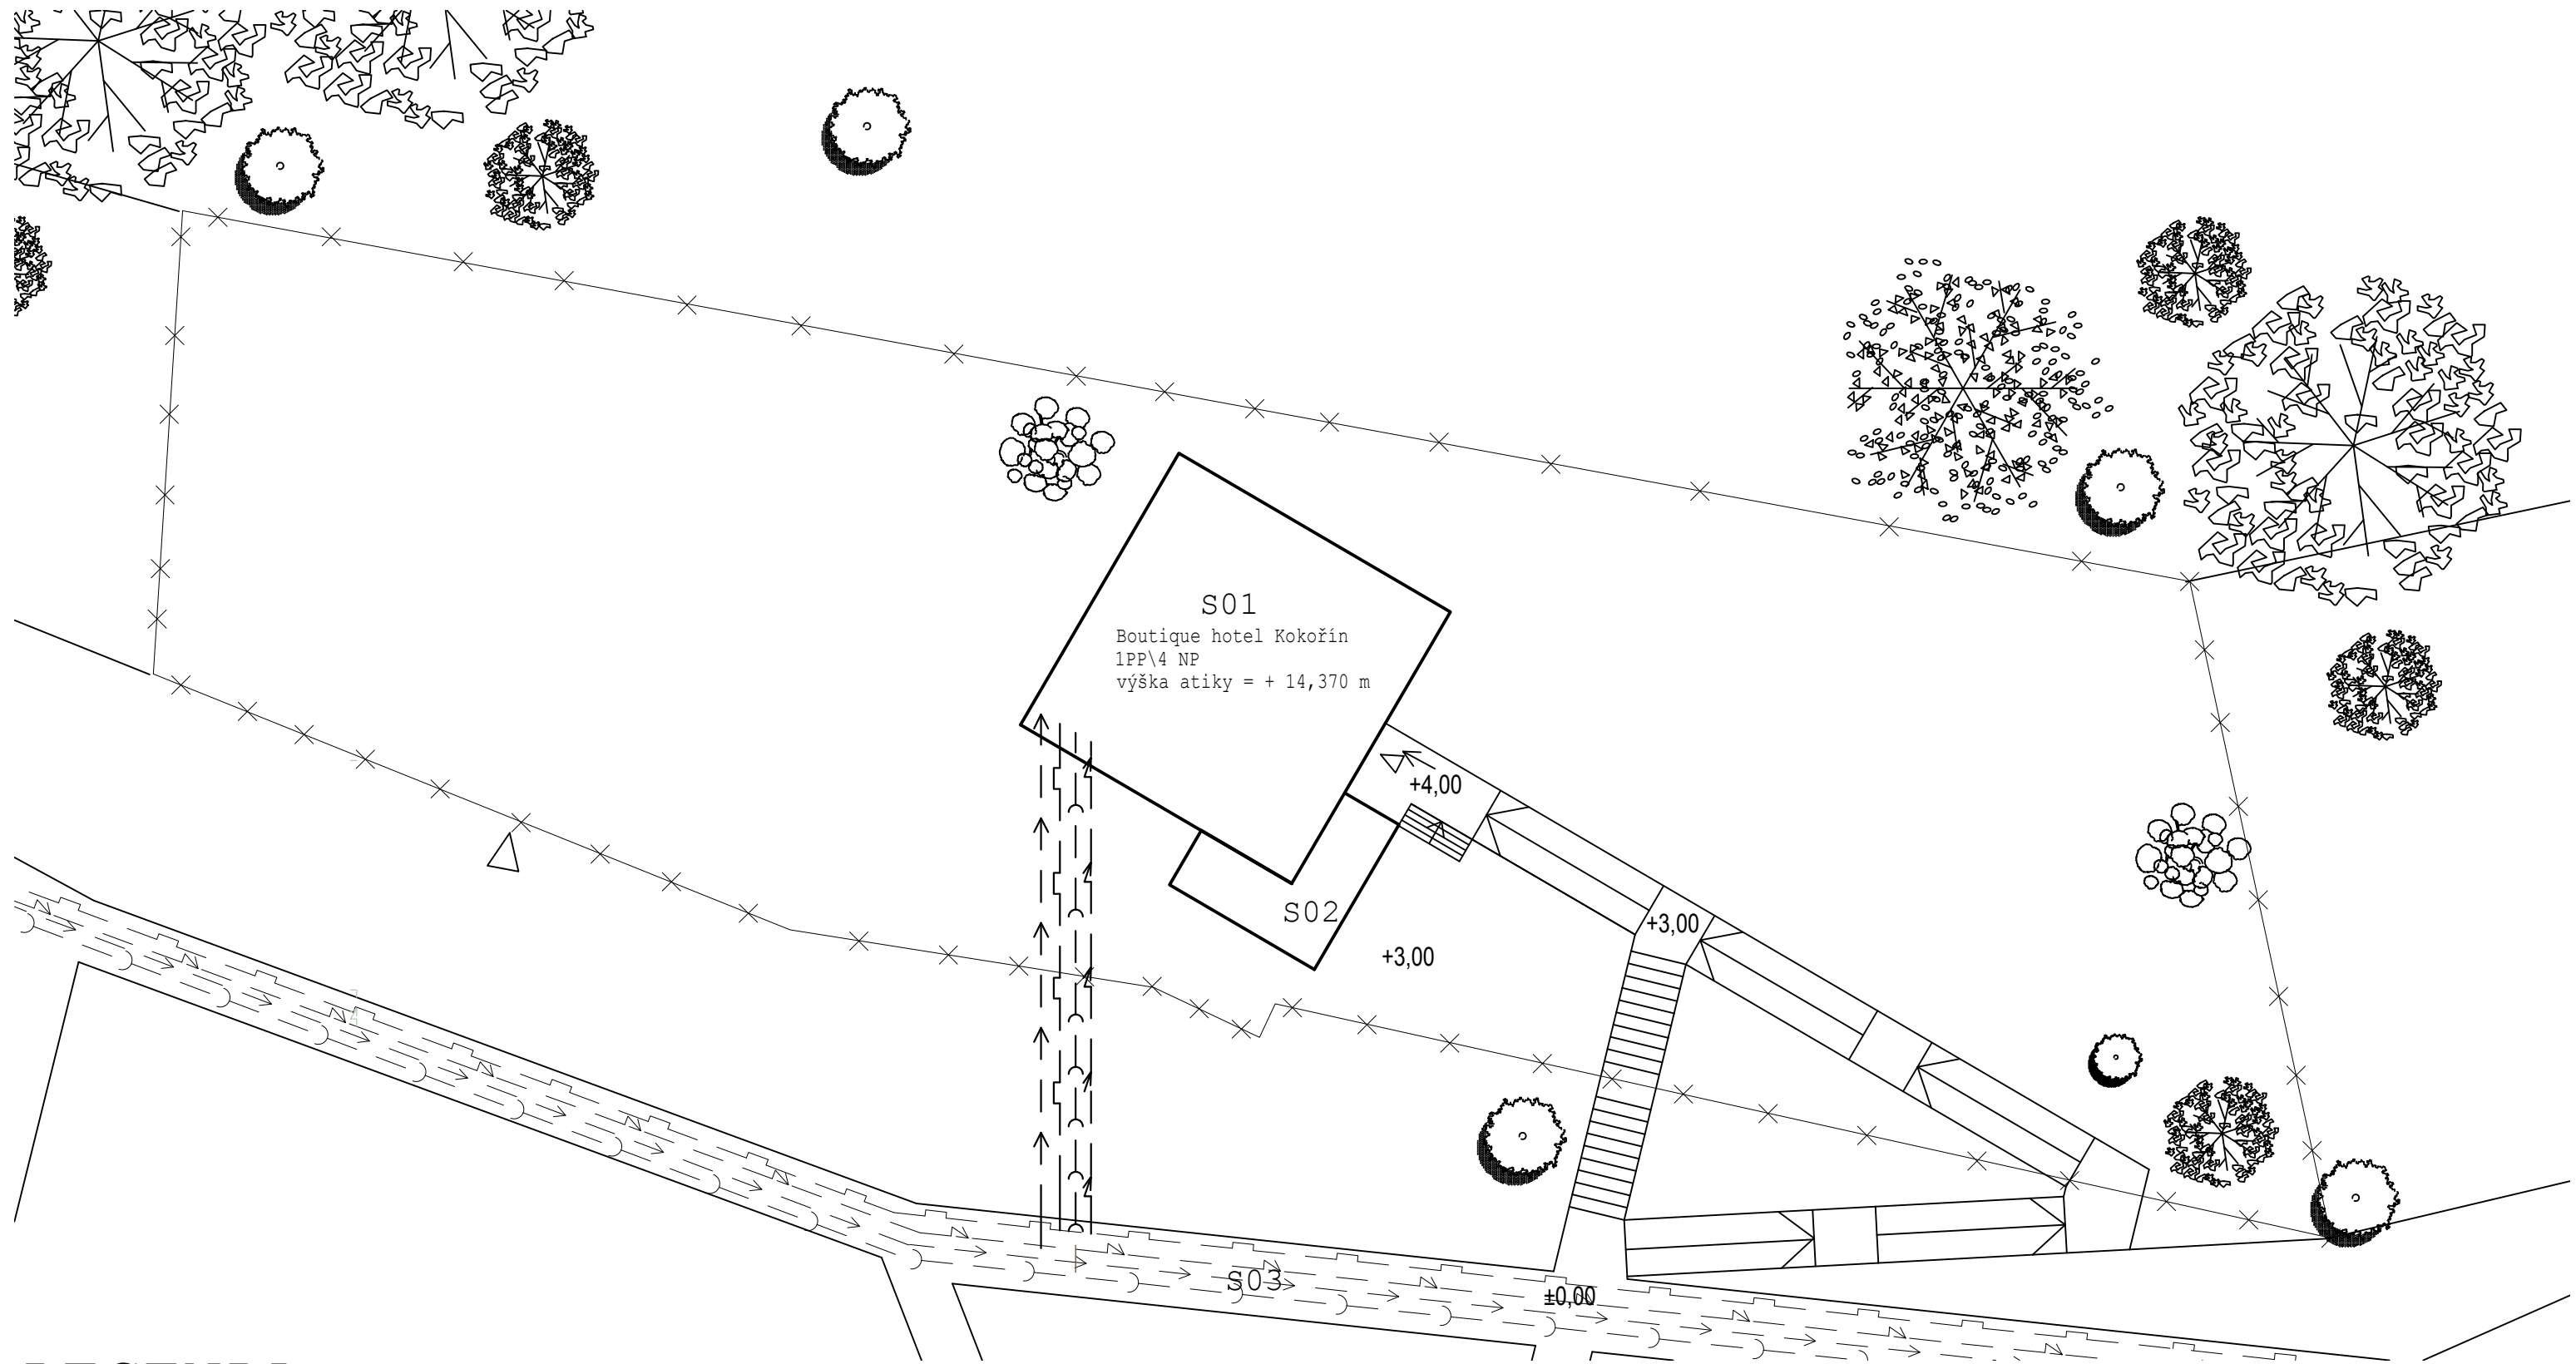 S01
Boutique hotel Kokořín
1PP\4 NP
výška atiky = + 14,370 m
+4,00
S02
+3,00
+3,00
S03
±0,00